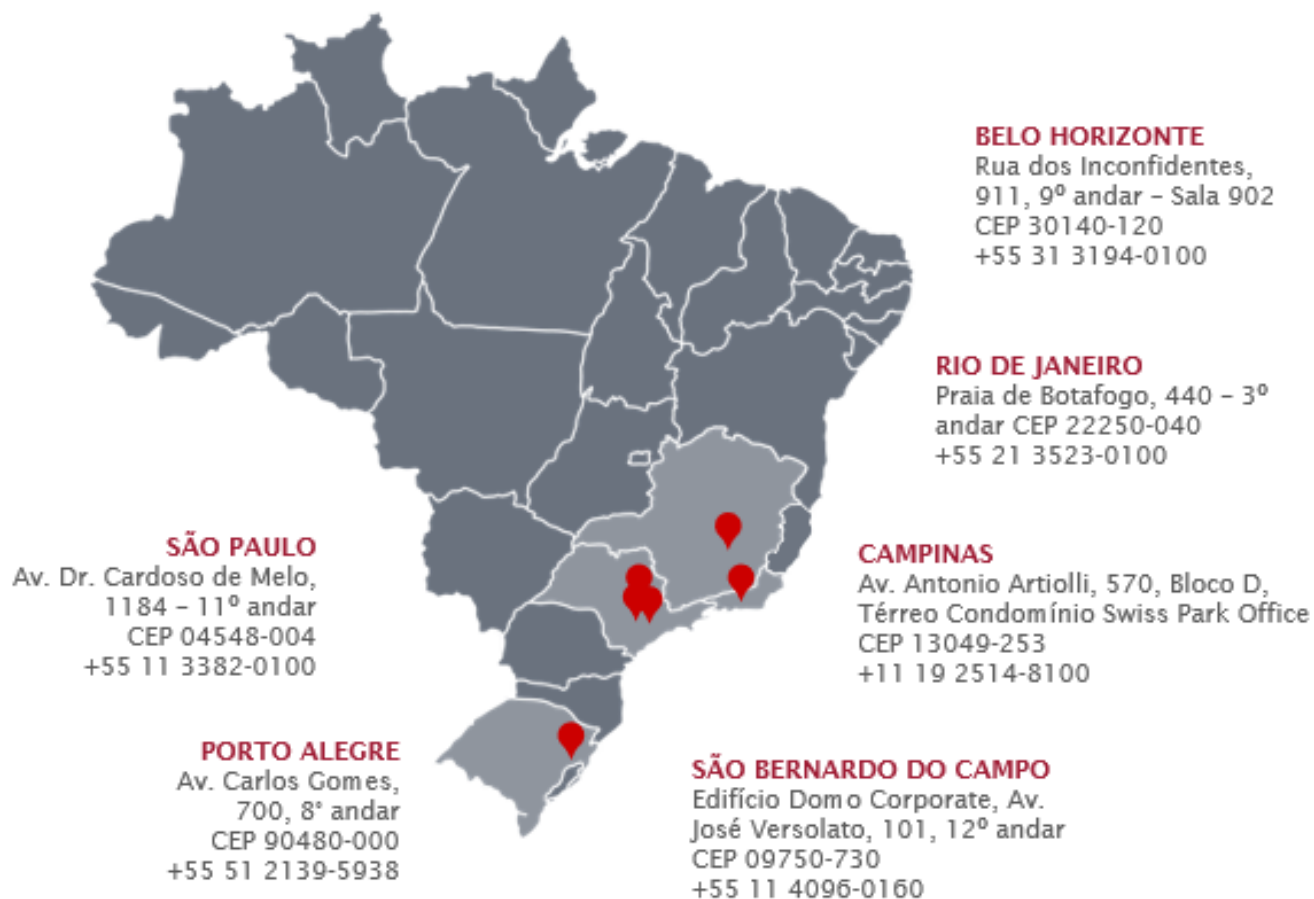 BELO HORIZONTE
Rua dos Inconfidentes,
911, 9º andar – Sala 902
CEP 30140-120
+55 31 3194-0100
RIO DE JANEIRO
Praia de Botafogo, 440 – 3º
andar CEP 22250-040
+55 21 3523-0100
SÃO PAULO
Av. Dr. Cardoso de Melo,
1184 – 11º andar
CEP 04548-004
+55 11 3382-0100
CAMPINAS
Av. Antonio Artiolli, 570, Bloco D,
Térreo Condomínio Swiss Park Office
CEP 13049-253
+11 19 2514-8100
PORTO ALEGRE
Av. Carlos Gomes,
700, 8° andar
CEP 90480-000
+55 51 2139-5938
SÃO BERNARDO DO CAMPO
Edifício Domo Corporate, Av.
José Versolato, 101, 12º andar
CEP 09750-730
+55 11 4096-0160